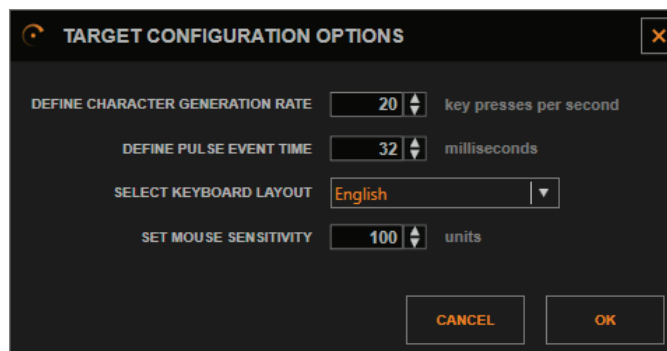 TARGET CONFIGURATION OPTIONS
DEFINE CHARACTER GENERATION RATE 20 key presses per second
DEFINE PULSE EVENT TIME 32 milliseconds
SELECT KEYBOARD LAYOUT English
SET MOUSE SENSITIVITY 100 units
CANCEL OK